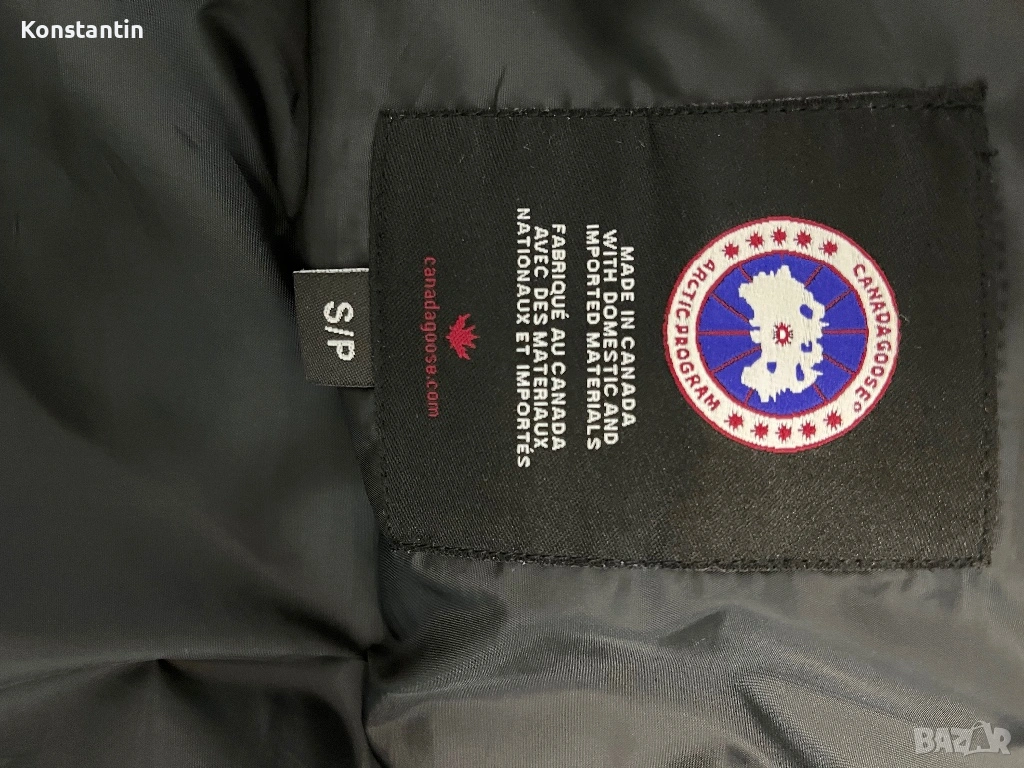 Konstantin
CANADA GOOSE®
ARCTIC PROGRAM
MADE IN CANADA
WITH DOMESTIC AND
IMPORTED MATERIALS
FABRIQUÉ AU CANADA
AVEC DES MATERIAUX
NATIONAUX ET IMPORTÉS
canadagoose.com
S/P
BAZAR